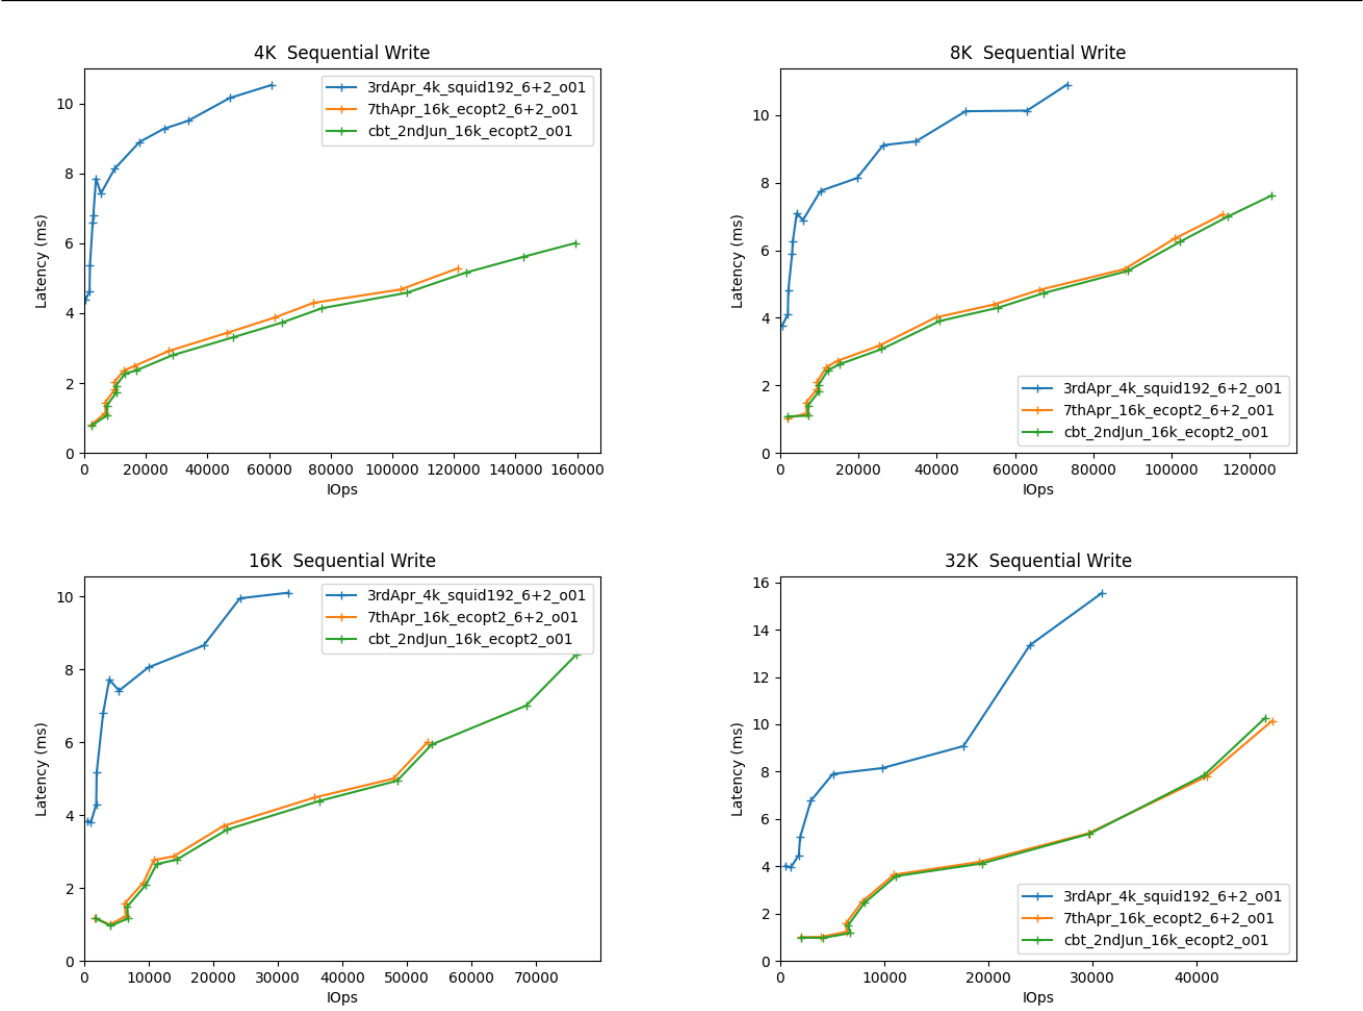 4K  Sequential Write
Latency (ms)
10
8
6
4
2
0
3rdApr_4k_squid192_6+2_o01
7thApr_16k_ecopt2_6+2_o01
cbt_2ndJun_16k_ecopt2_o01
0 20000 40000 60000 80000 100000 120000 140000 160000
IOps
8K  Sequential Write
Latency (ms)
10
8
6
4
2
0
3rdApr_4k_squid192_6+2_o01
7thApr_16k_ecopt2_6+2_o01
cbt_2ndJun_16k_ecopt2_o01
0 20000 40000 60000 80000 100000 120000
IOps
16K  Sequential Write
Latency (ms)
10
8
6
4
2
0
3rdApr_4k_squid192_6+2_o01
7thApr_16k_ecopt2_6+2_o01
cbt_2ndJun_16k_ecopt2_o01
0 10000 20000 30000 40000 50000 60000 70000
IOps
32K  Sequential Write
Latency (ms)
16
14
12
10
8
6
4
2
0
3rdApr_4k_squid192_6+2_o01
7thApr_16k_ecopt2_6+2_o01
cbt_2ndJun_16k_ecopt2_o01
0 10000 20000 30000 40000
IOps